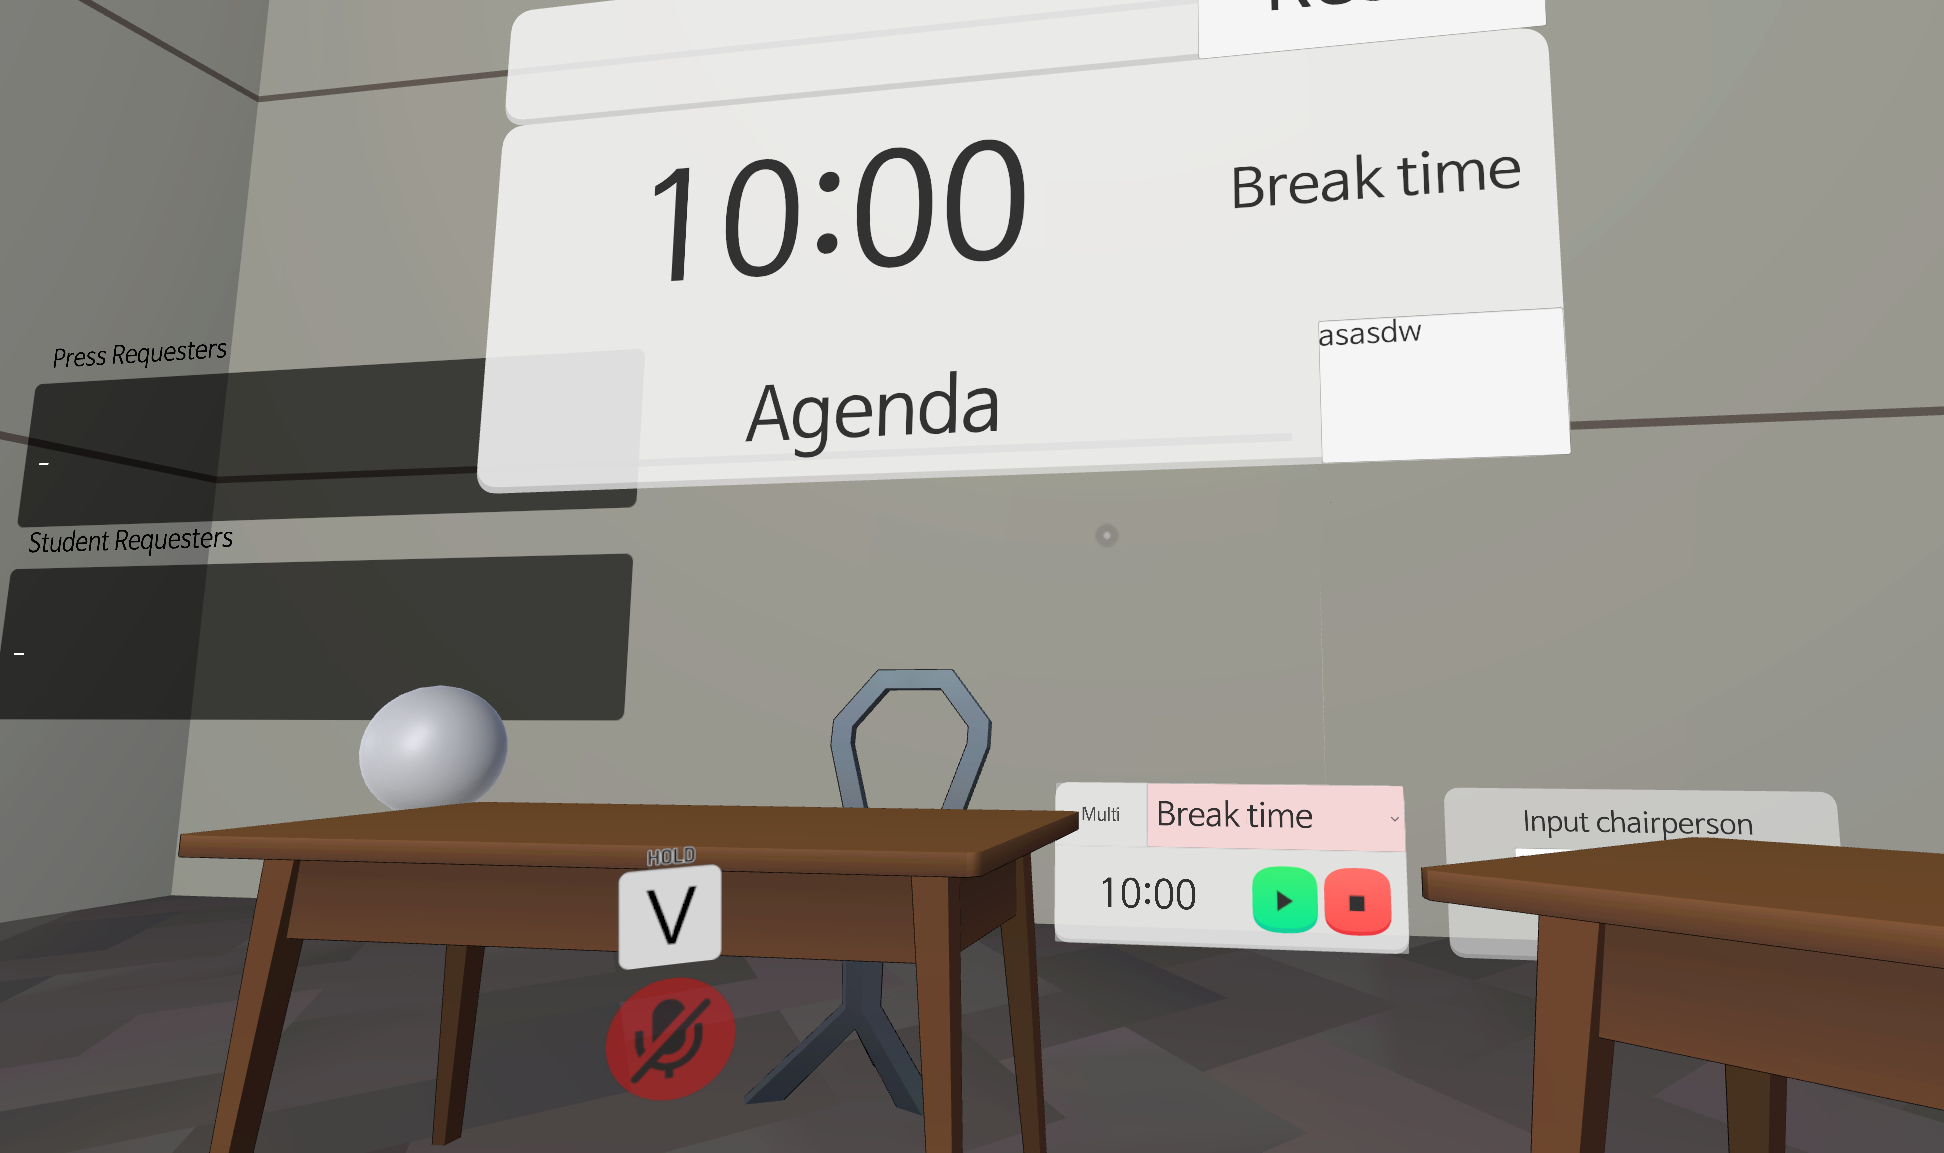 10:00
Break time
asasdw
Agenda
Press Requesters
-
Student Requesters
-
Multi
Break time
10:00
Input chairperson
HOLD
V